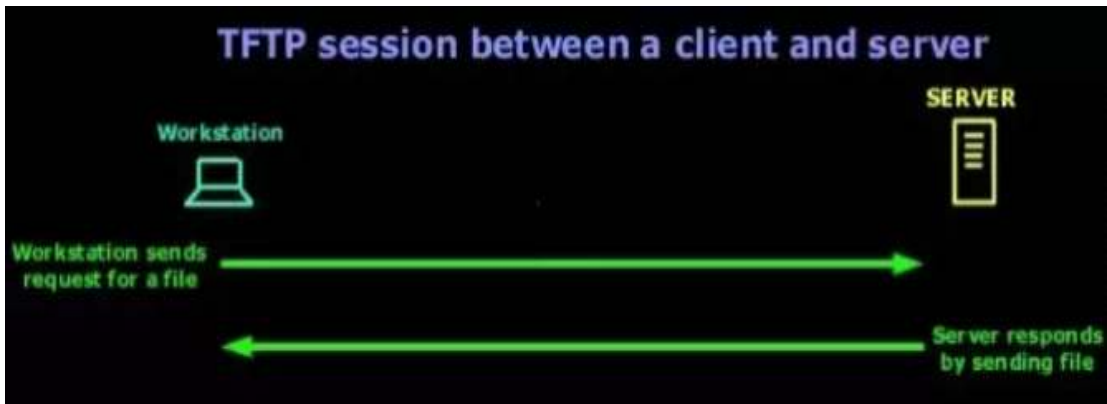 TFTP session between a client and server
SERVER
Workstation
Workstation sends
request for a file
Server responds
by sending file